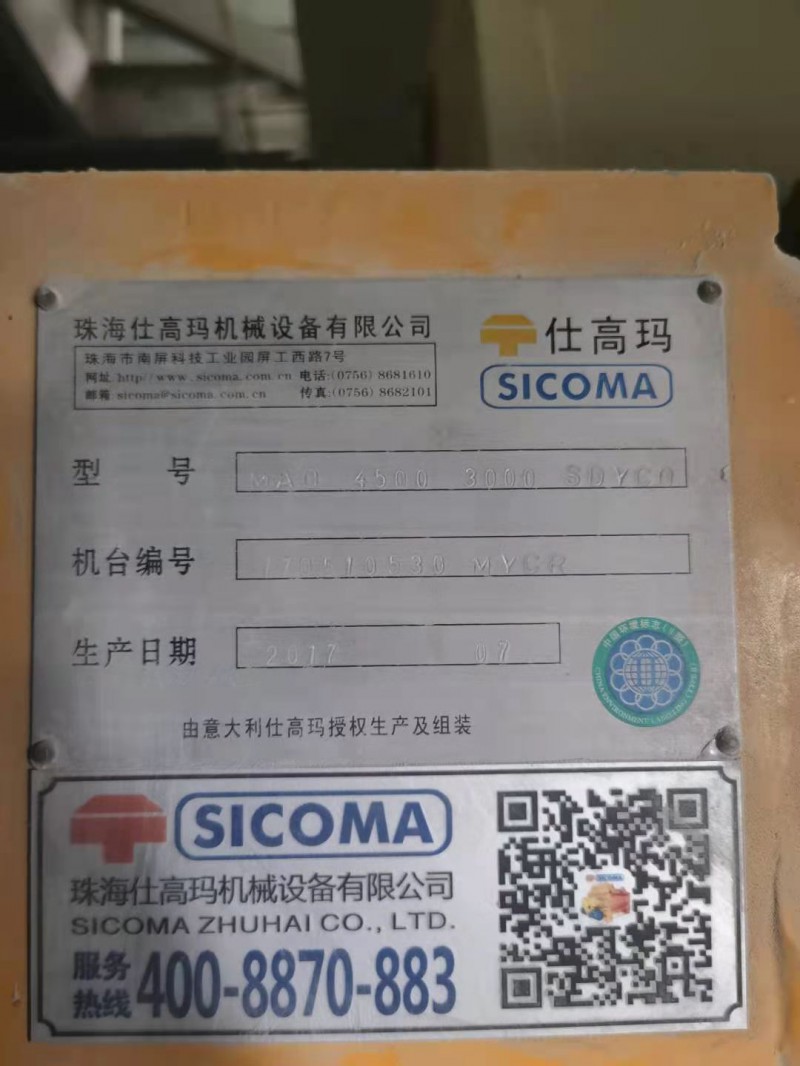 珠海仕高玛机械设备有限公司
仕高玛
SICOMA
珠海市南屏科技工业园屏工西路7号
网址 http://www.sicoma.com.cn 电话:(0756) 8681610
邮箱 sicoma@sicoma.com.cn 传真:(0756) 8682101
型 号 MAO 4500 3000 SDYCO
机台编号 170510530 MYCR
生产日期 2017 07
由意大利仕高玛授权生产及组装
SICOMA
珠海仕高玛机械设备有限公司
SICOMA ZHUHAI CO., LTD.
服务热线 400-8870-883
SICOMA